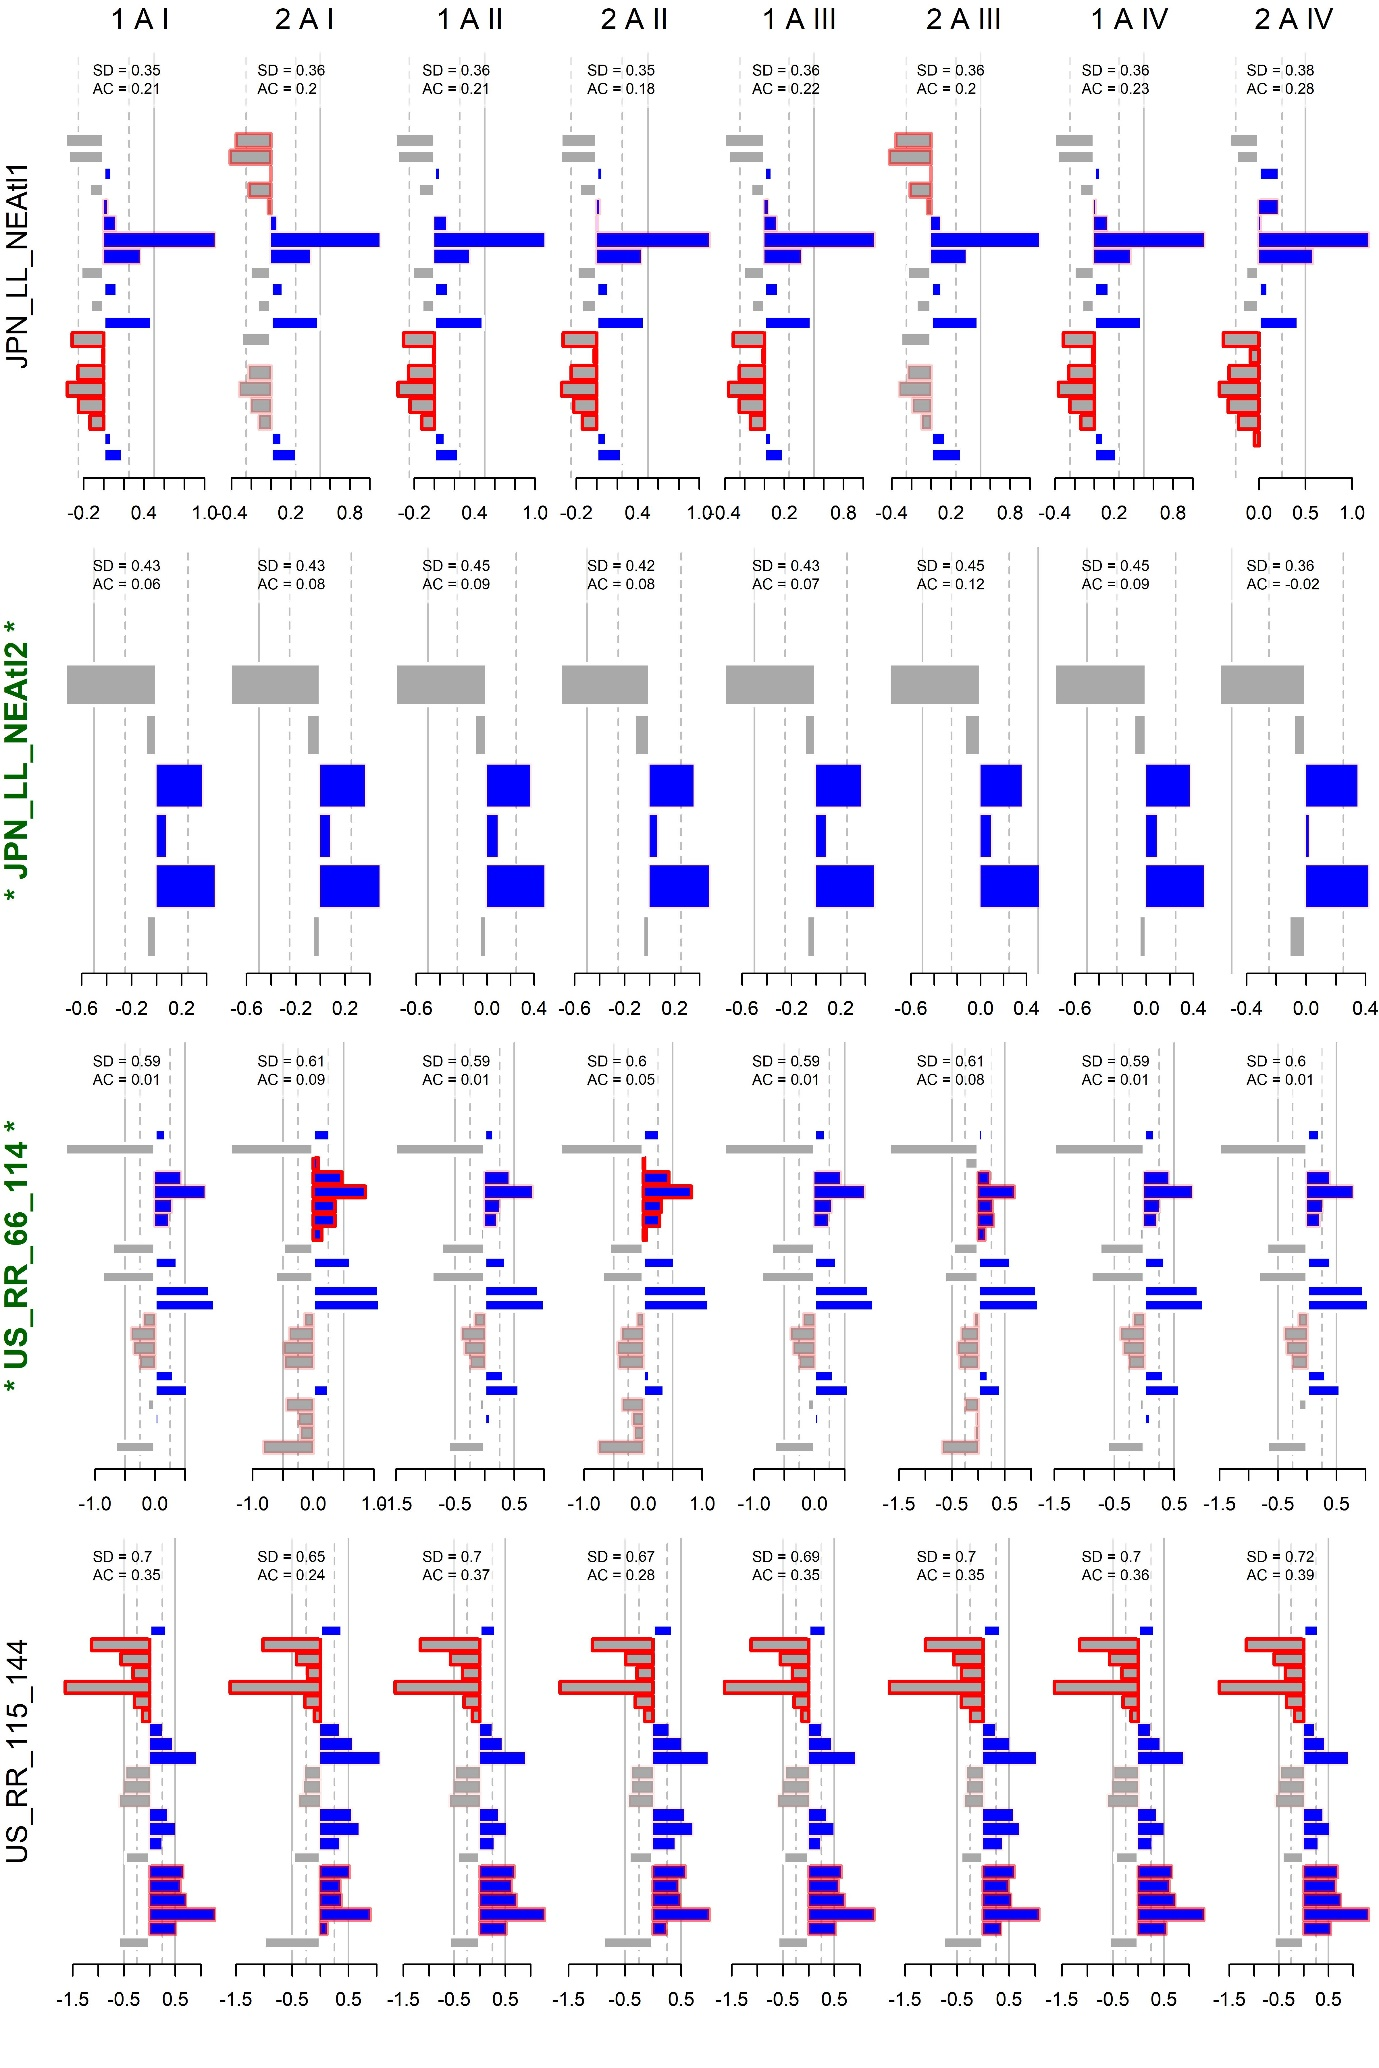 1 A I 2 A I 1 A II 2 A II 1 A III 2 A III 1 A IV 2 A IV
JPN_LL_NEAtl1
SD = 0.35 SD = 0.36 SD = 0.36 SD = 0.35 SD = 0.36 SD = 0.36 SD = 0.36 SD = 0.38
AC = 0.21 AC = 0.2 AC = 0.21 AC = 0.18 AC = 0.22 AC = 0.2 AC = 0.23 AC = 0.28
-0.2 0.4 1.0 -0.4 0.2 0.8 -0.2 0.4 1.0 -0.2 0.4 1.0 -0.4 0.2 0.8 -0.4 0.2 0.8 -0.4 0.2 0.8 0.0 0.5 1.0
* JPN_LL_NEAtl2 *
SD = 0.43 SD = 0.43 SD = 0.45 SD = 0.42 SD = 0.43 SD = 0.45 SD = 0.45 SD = 0.36
AC = 0.06 AC = 0.08 AC = 0.09 AC = 0.08 AC = 0.07 AC = 0.12 AC = 0.09 AC = -0.02
-0.6 -0.2 0.2 -0.6 -0.2 0.2 -0.6 0.0 0.4 -0.6 -0.2 0.2 -0.6 -0.2 0.2 -0.6 0.0 0.4 -0.6 0.0 0.4 -0.4 0.0 0.4
* US_RR_66_114 *
SD = 0.59 SD = 0.61 SD = 0.59 SD = 0.6 SD = 0.59 SD = 0.61 SD = 0.59 SD = 0.6
AC = 0.01 AC = 0.09 AC = 0.01 AC = 0.05 AC = 0.01 AC = 0.08 AC = 0.01 AC = 0.01
-1.0 0.0 -1.0 0.0 1.0 -1.5 -0.5 0.5 -1.0 0.0 1.0 -1.0 0.0 -1.5 -0.5 0.5 -1.5 -0.5 0.5 -1.5 -0.5 0.5
US_RR_115_144
SD = 0.7 SD = 0.65 SD = 0.7 SD = 0.67 SD = 0.69 SD = 0.7 SD = 0.7 SD = 0.72
AC = 0.35 AC = 0.24 AC = 0.37 AC = 0.28 AC = 0.35 AC = 0.35 AC = 0.36 AC = 0.39
-1.5 -0.5 0.5 -1.5 -0.5 0.5 -1.5 -0.5 0.5 -1.5 -0.5 0.5 -1.5 -0.5 0.5 -1.5 -0.5 0.5 -1.5 -0.5 0.5 -1.5 -0.5 0.5